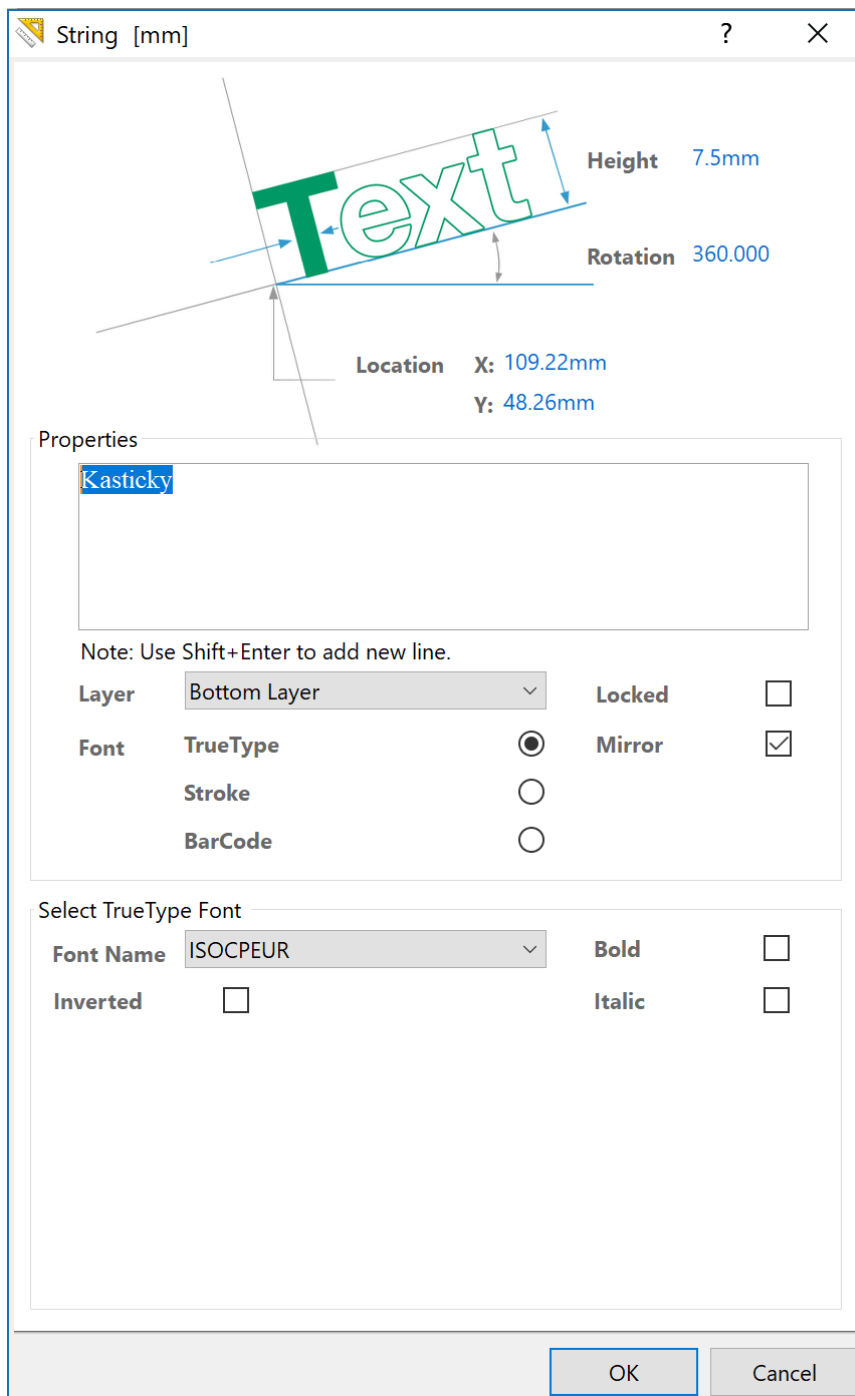 String [mm]
?
Text
Height 7.5mm
Rotation 360.000
Location X: 109.22mm
Y: 48.26mm
Properties
Kasticky
Note: Use Shift+Enter to add new line.
Layer Bottom Layer Locked
Font TrueType Mirror
Stroke
BarCode
Select TrueType Font
Font Name ISOCPEUR Bold
Inverted Italic
OK Cancel